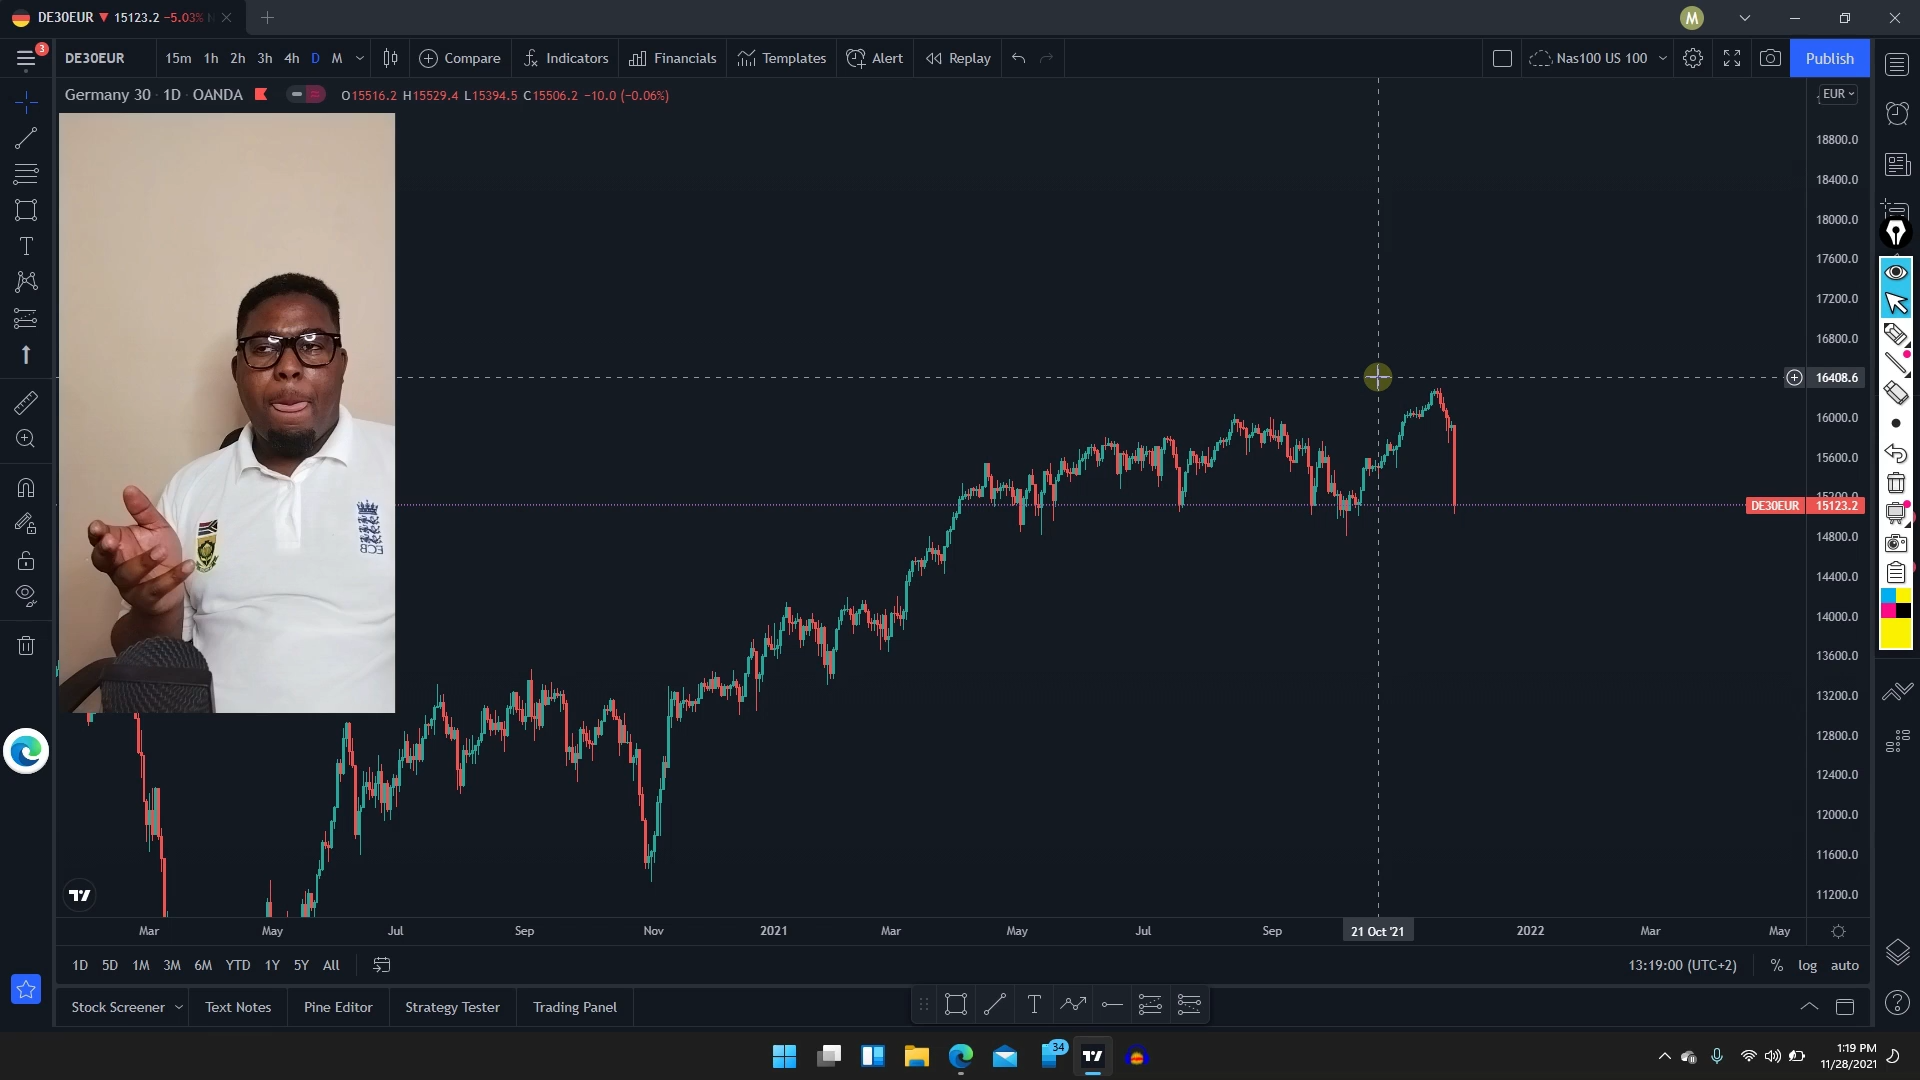 DE30EUR ▼ 15123.2 −5.03%
M
3
DE30EUR 15m 1h 2h 3h 4h D M Compare Indicators Financials Templates Alert Replay Nas100 US 100 Publish
Germany 30 · 1D · OANDA O15516.2 H15529.4 L15394.5 C15506.2 −10.0 (−0.06%)
EUR
18800.0
18400.0
18000.0
17600.0
17200.0
16800.0
16408.6
16000.0
15600.0
15200.0
DE30EUR 15123.2
14800.0
14400.0
14000.0
13600.0
13200.0
12800.0
12400.0
12000.0
11600.0
11200.0
ECB
Mar May Jul Sep Nov 2021 Mar May Jul Sep 21 Oct '21 2022 Mar May
1D 5D 1M 3M 6M YTD 1Y 5Y All 13:19:00 (UTC+2) % log auto
Stock Screener Text Notes Pine Editor Strategy Tester Trading Panel
34
1:19 PM
11/28/2021